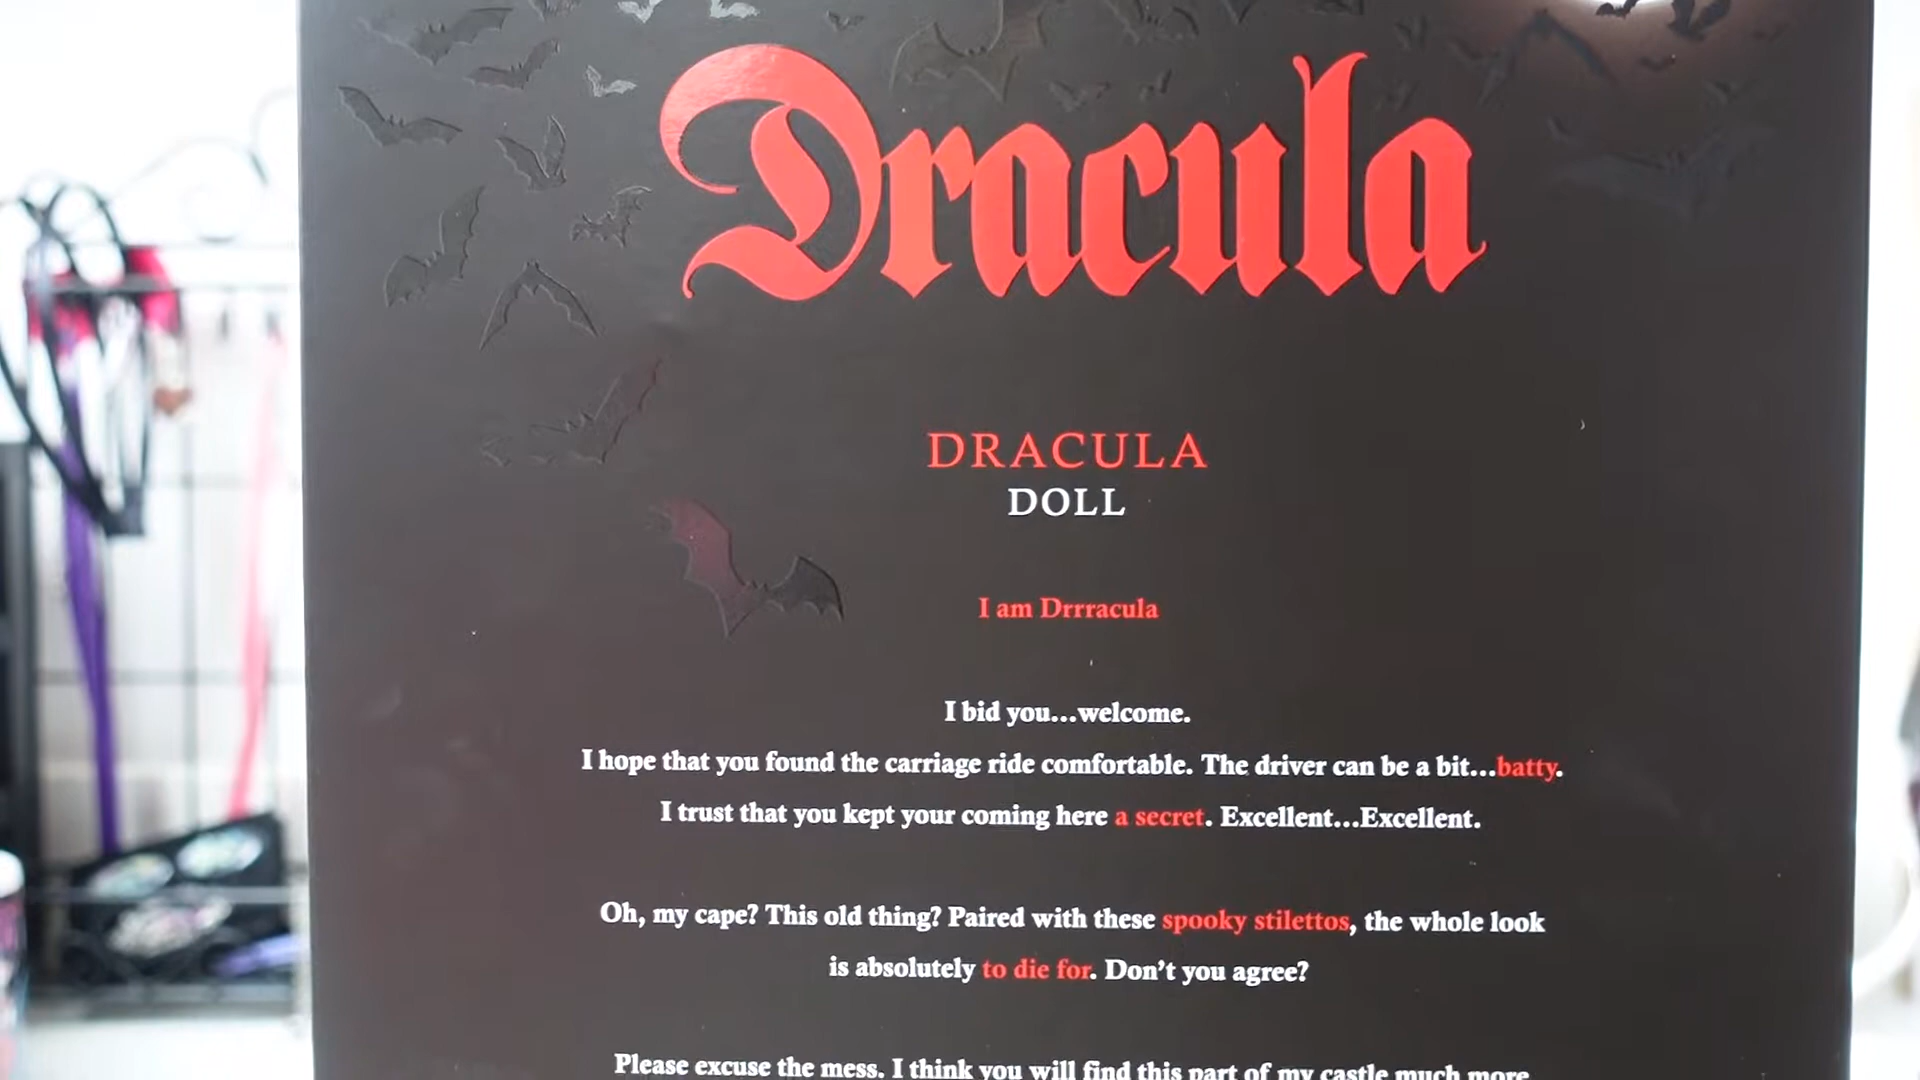 Dracula
DRACULA
DOLL
I am Drrracula
I bid you...welcome.
I hope that you found the carriage ride comfortable. The driver can be a bit...batty.
I trust that you kept your coming here a secret. Excellent...Excellent.
Oh, my cape? This old thing? Paired with these spooky stilettos, the whole look
is absolutely to die for. Don’t you agree?
Please excuse the mess. I think you will find this part of my castle much more